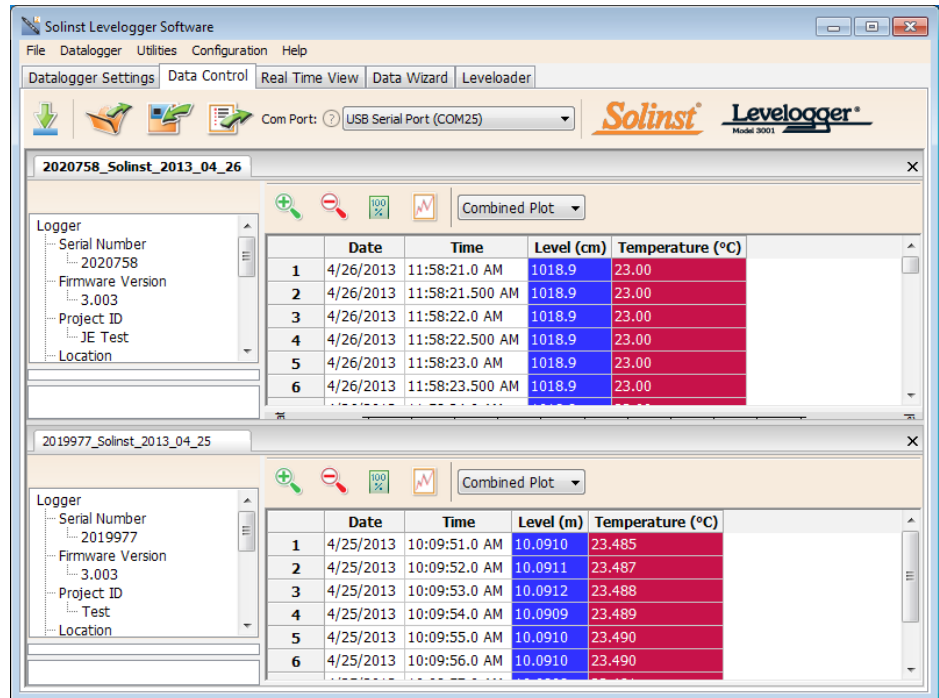 Solinst Levelogger Software
File Datalogger Utilities Configuration Help
Datalogger Settings Data Control Real Time View Data Wizard Leveloader
Com Port: ? USB Serial Port (COM25) Solinst Levelogger®
Model 3001
2020758_Solinst_2013_04_26
100 % Combined Plot
Logger
Serial Number
2020758
Firmware Version
3.003
Project ID
JE Test
Location
Date Time Level (cm) Temperature (°C)
1 4/26/2013 11:58:21.0 AM 1018.9 23.00
2 4/26/2013 11:58:21.500 AM 1018.9 23.00
3 4/26/2013 11:58:22.0 AM 1018.9 23.00
4 4/26/2013 11:58:22.500 AM 1018.9 23.00
5 4/26/2013 11:58:23.0 AM 1018.9 23.00
6 4/26/2013 11:58:23.500 AM 1018.9 23.00
2019977_Solinst_2013_04_25
100 % Combined Plot
Logger
Serial Number
2019977
Firmware Version
3.003
Project ID
Test
Location
Date Time Level (m) Temperature (°C)
1 4/25/2013 10:09:51.0 AM 10.0910 23.485
2 4/25/2013 10:09:52.0 AM 10.0911 23.487
3 4/25/2013 10:09:53.0 AM 10.0912 23.488
4 4/25/2013 10:09:54.0 AM 10.0909 23.489
5 4/25/2013 10:09:55.0 AM 10.0910 23.490
6 4/25/2013 10:09:56.0 AM 10.0910 23.490